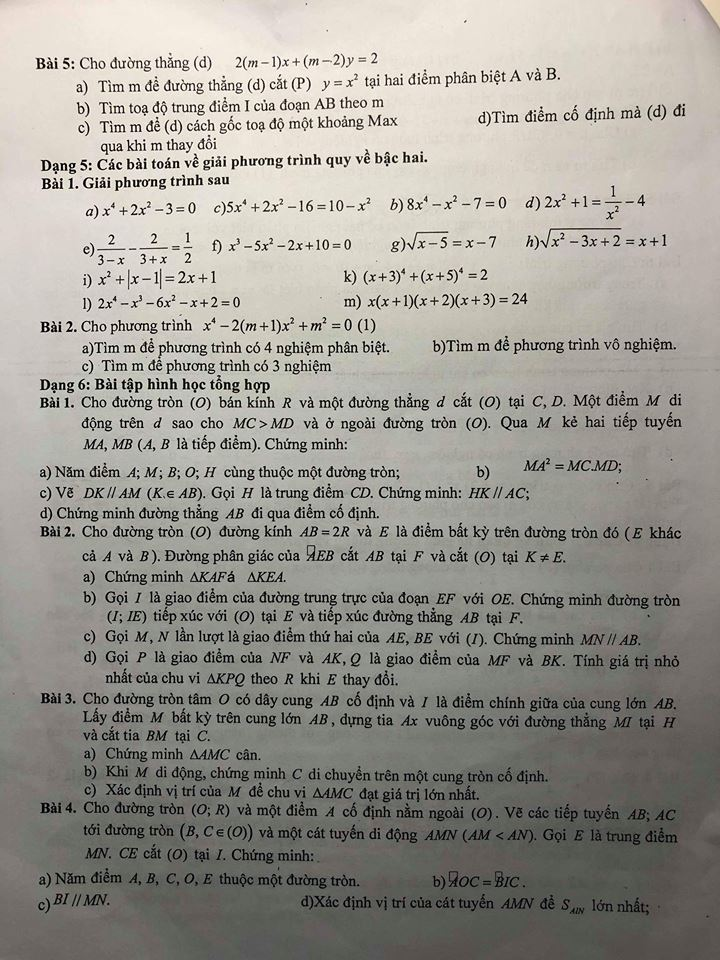 Bài 5: Cho đường thẳng (d) 2(m−1)x+(m−2)y=2
a) Tìm m để đường thẳng (d) cắt (P) y=x² tại hai điểm phân biệt A và B.
b) Tìm toạ độ trung điểm I của đoạn AB theo m
c) Tìm m để (d) cách gốc toạ độ một khoảng Max d)Tìm điểm cố định mà (d) đi
qua khi m thay đổi
Dạng 5: Các bài toán về giải phương trình quy về bậc hai.
Bài 1. Giải phương trình sau
a) x⁴+2x²−3=0 c)5x⁴+2x²−16=10−x² b) 8x⁴−x²−7=0 d) 2x²+1=1/x²−4
e) 2/(3−x)−2/(3+x)=1/2 f) x³−5x²−2x+10=0 g)√(x−5)=x−7 h)√(x²−3x+2)=x+1
i) x²+|x−1|=2x+1 k) (x+3)⁴+(x+5)⁴=2
l) 2x⁴−x³−6x²−x+2=0 m) x(x+1)(x+2)(x+3)=24
Bài 2. Cho phương trình x⁴−2(m+1)x²+m²=0 (1)
a)Tìm m để phương trình có 4 nghiệm phân biệt. b)Tìm m để phương trình vô nghiệm.
c) Tìm m để phương trình có 3 nghiệm
Dạng 6: Bài tập hình học tổng hợp
Bài 1. Cho đường tròn (O) bán kính R và một đường thẳng d cắt (O) tại C, D. Một điểm M di
động trên d sao cho MC>MD và ở ngoài đường tròn (O). Qua M kẻ hai tiếp tuyến
MA, MB (A, B là tiếp điểm). Chứng minh:
a) Năm điểm A; M; B; O; H cùng thuộc một đường tròn; b) MA²=MC.MD;
c) Vẽ DK//AM (K∈AB). Gọi H là trung điểm CD. Chứng minh: HK//AC;
d) Chứng minh đường thẳng AB đi qua điểm cố định.
Bài 2. Cho đường tròn (O) đường kính AB=2R và E là điểm bất kỳ trên đường tròn đó (E khác
cả A và B). Đường phân giác của AEB cắt AB tại F và cắt (O) tại K≠E.
a) Chứng minh ΔKAFá ΔKEA.
b) Gọi I là giao điểm của đường trung trực của đoạn EF với OE. Chứng minh đường tròn
(I; IE) tiếp xúc với (O) tại E và tiếp xúc đường thẳng AB tại F.
c) Gọi M, N lần lượt là giao điểm thứ hai của AE, BE với (I). Chứng minh MN//AB.
d) Gọi P là giao điểm của NF và AK, Q là giao điểm của MF và BK. Tính giá trị nhỏ
nhất của chu vi ΔKPQ theo R khi E thay đổi.
Bài 3. Cho đường tròn tâm O có dây cung AB cố định và I là điểm chính giữa của cung lớn AB.
Lấy điểm M bất kỳ trên cung lớn AB, dựng tia Ax vuông góc với đường thẳng MI tại H
và cắt tia BM tại C.
a) Chứng minh ΔAMC cân.
b) Khi M di động, chứng minh C di chuyển trên một cung tròn cố định.
c) Xác định vị trí của M để chu vi ΔAMC đạt giá trị lớn nhất.
Bài 4. Cho đường tròn (O; R) và một điểm A cố định nằm ngoài (O). Vẽ các tiếp tuyến AB; AC
tới đường tròn (B, C∈(O)) và một cát tuyến di động AMN (AM < AN). Gọi E là trung điểm
MN. CE cắt (O) tại I. Chứng minh:
a) Năm điểm A, B, C, O, E thuộc một đường tròn. b) AOC = BIC.
c) BI//MN. d)Xác định vị trí của cát tuyến AMN để S_AIN lớn nhất;